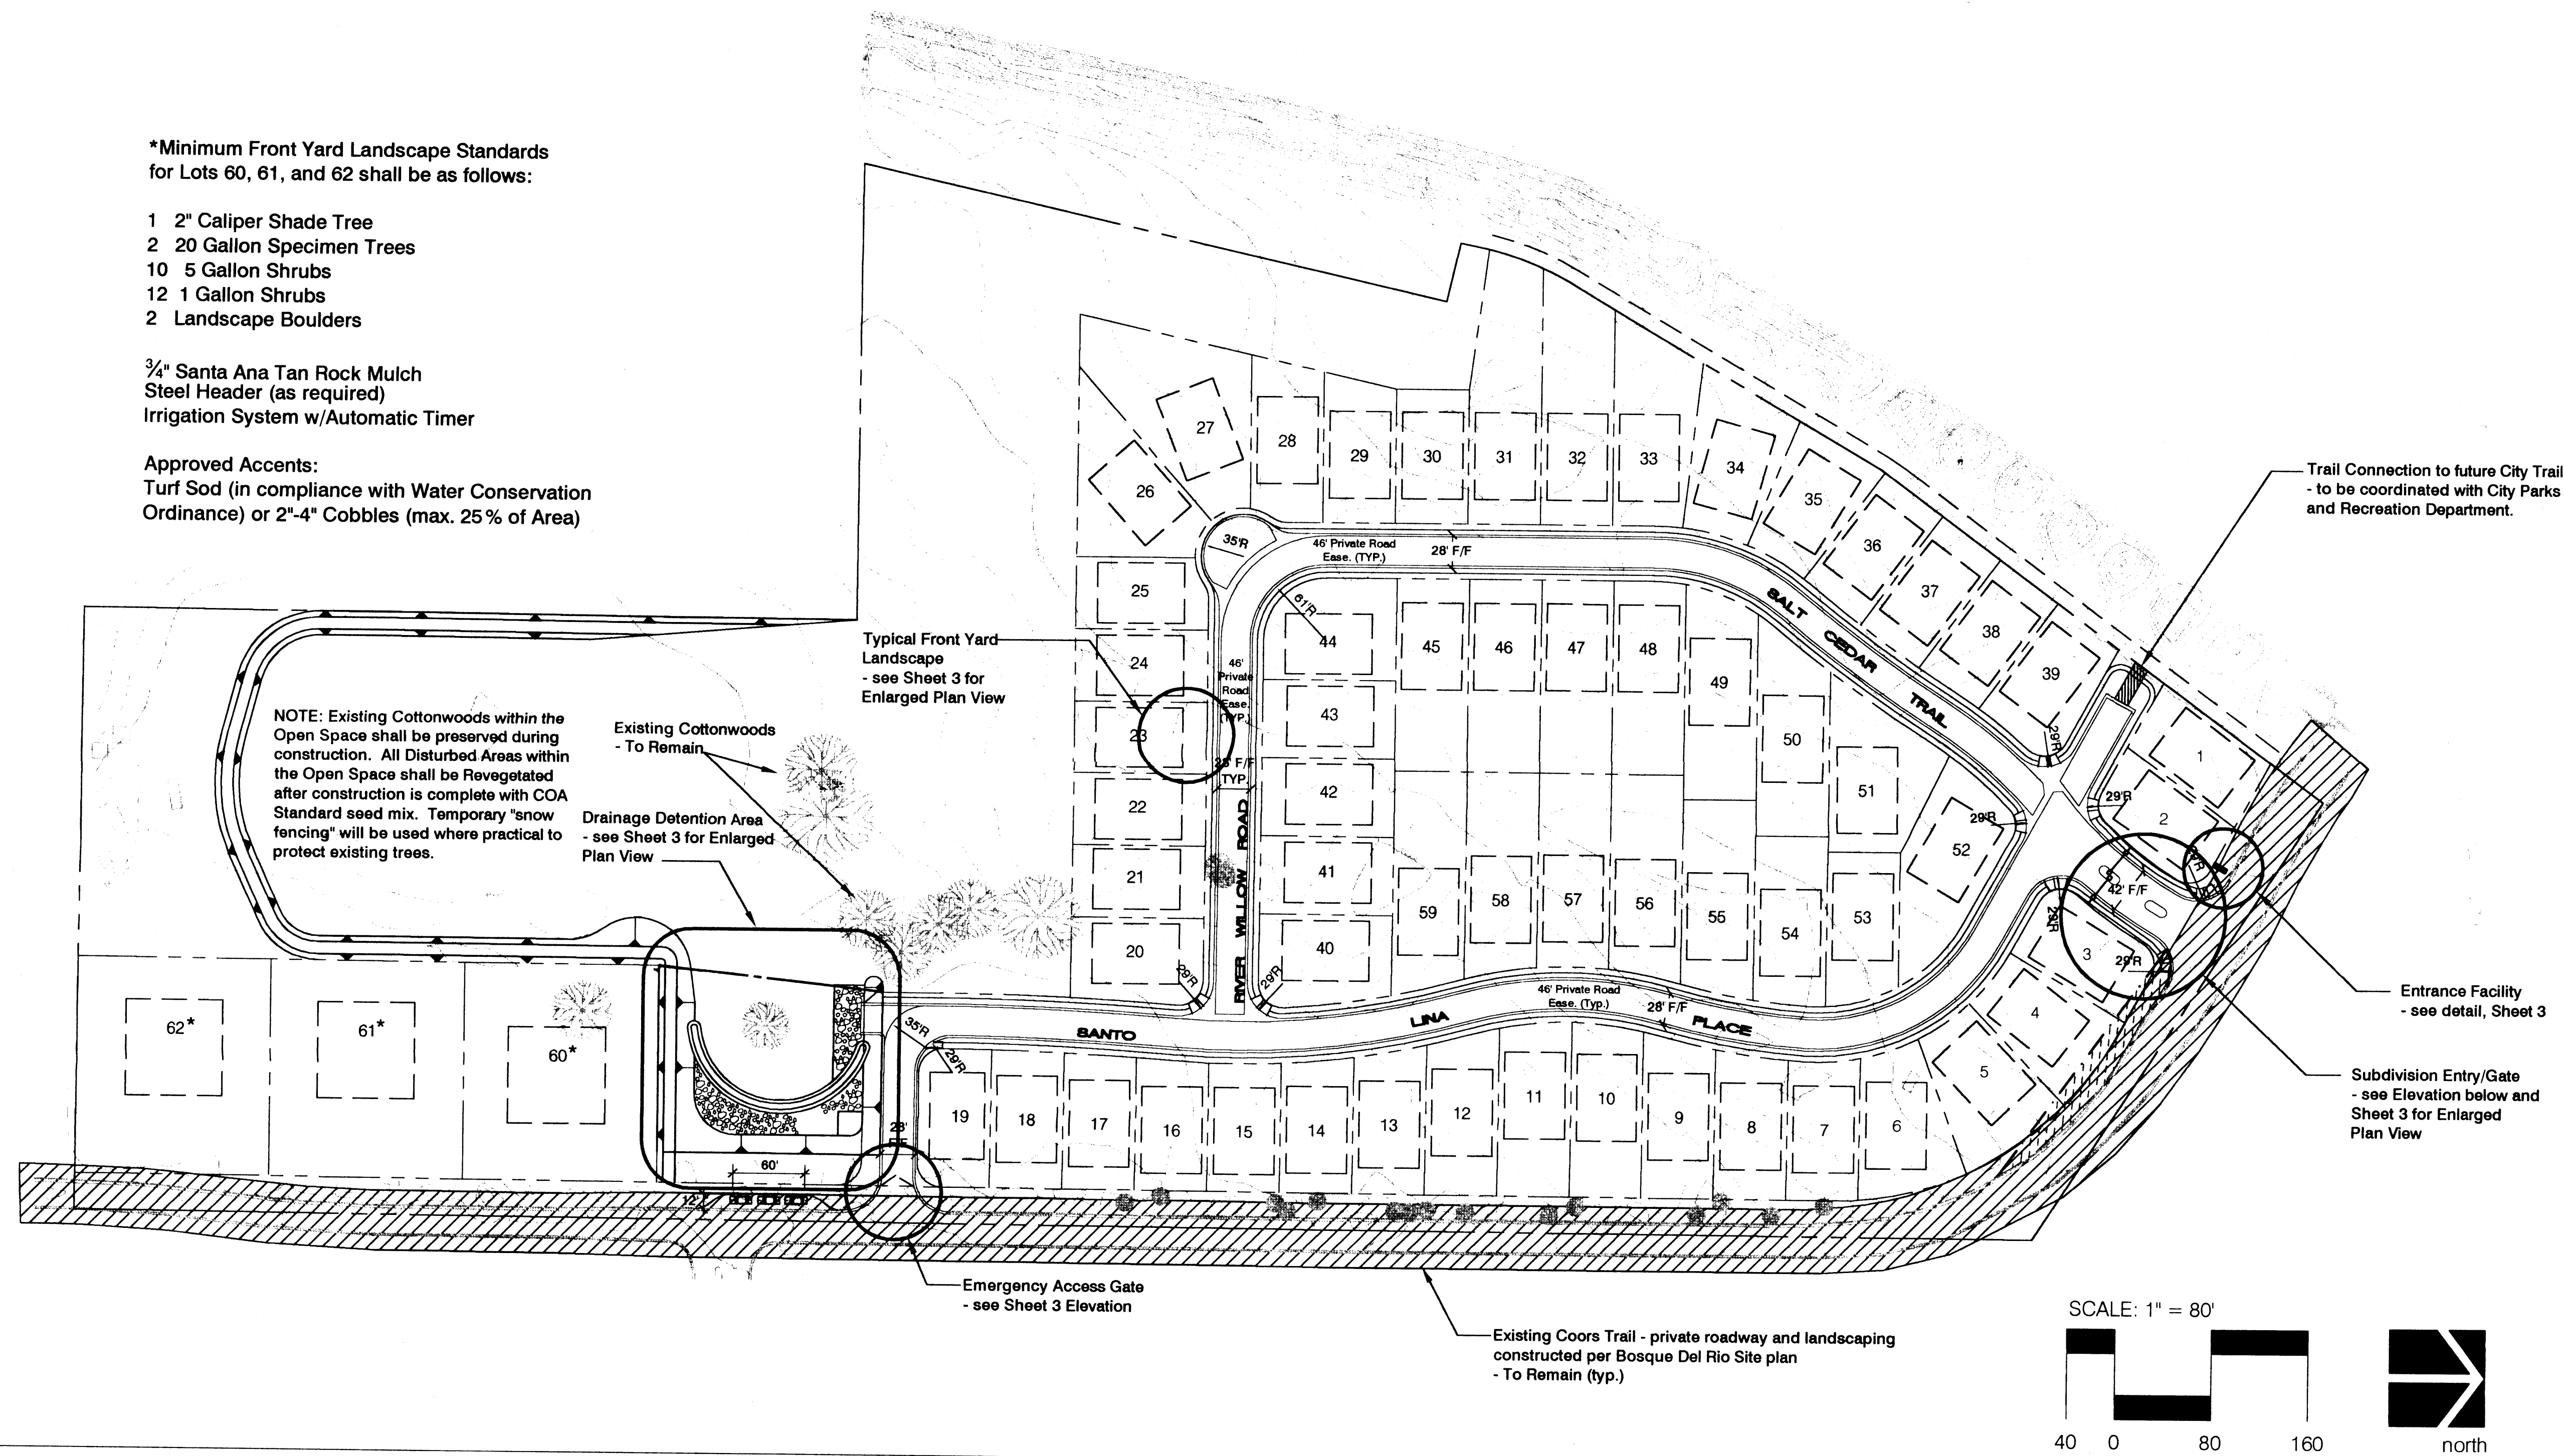 *Minimum Front Yard Landscape Standards
for Lots 60, 61, and 62 shall be as follows:
1 2" Caliper Shade Tree
2 20 Gallon Specimen Trees
10 5 Gallon Shrubs
12 1 Gallon Shrubs
2 Landscape Boulders
3/4" Santa Ana Tan Rock Mulch
Steel Header (as required)
Irrigation System w/Automatic Timer
Approved Accents:
Turf Sod (in compliance with Water Conservation
Ordinance) or 2"-4" Cobbles (max. 25% of Area)
NOTE: Existing Cottonwoods within the
Open Space shall be preserved during
construction. All Disturbed Areas within
the Open Space shall be Revegetated
after construction is complete with COA
Standard seed mix. Temporary "snow
fencing" will be used where practical to
protect existing trees.
Existing Cottonwoods
- To Remain
Drainage Detention Area
- see Sheet 3 for Enlarged
Plan View
Typical Front Yard
Landscape
- see Sheet 3 for
Enlarged Plan View
Trail Connection to future City Trail
- to be coordinated with City Parks
and Recreation Department.
27
28
29
30
31
32
33
34
35
36
37
38
39
26
25
24
23
22
21
20
35'R
46' Private Road
Ease. (TYP.)
28' F/F
SALT CEDAR TRAIL
61'R
46'
Private
Road
Ease.
(TYP.)
28' F/F
TYP.
RIVER WILLOW ROAD
44
43
42
41
40
45
46
47
48
49
50
51
52
59
58
57
56
55
54
53
29'R
29'R
29'R
29'R
1
2
29'R
29'R
42' F/F
29'R
3
29'R
4
5
46' Private Road
Ease. (Typ.)
28' F/F
SANTO LINA PLACE
62*
61*
60*
35'R
29'R
28'
F/F
60'
12'
19
18
17
16
15
14
13
12
11
10
9
8
7
6
Entrance Facility
- see detail, Sheet 3
Subdivision Entry/Gate
- see Elevation below and
Sheet 3 for Enlarged
Plan View
Emergency Access Gate
- see Sheet 3 Elevation
Existing Coors Trail - private roadway and landscaping
constructed per Bosque Del Rio Site plan
- To Remain (typ.)
SCALE: 1" = 80'
40 0 80 160
north